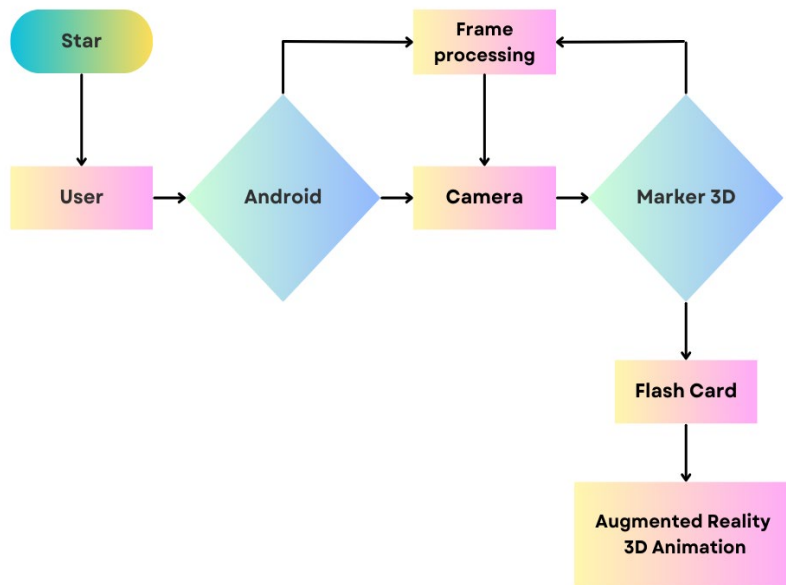 Star
Frame
processing
User
Android
Camera
Marker 3D
Flash Card
Augmented Reality
3D Animation